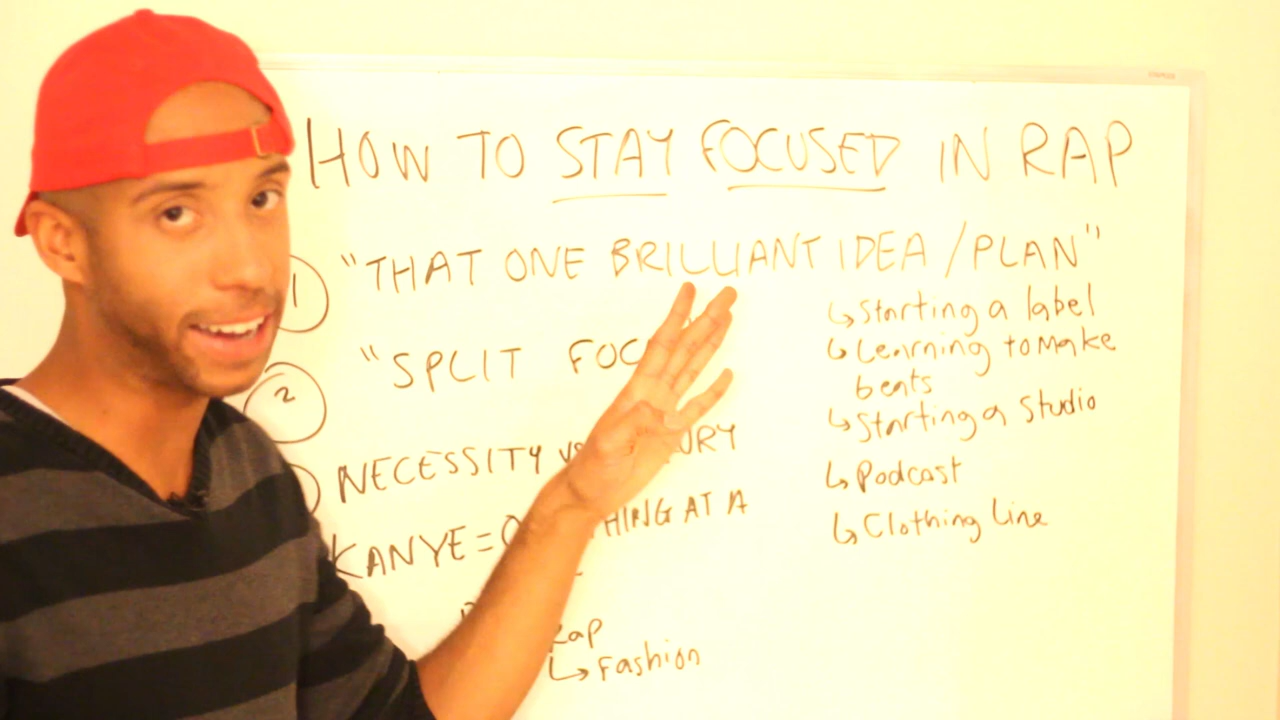 HOW TO STAY FOCUSED IN RAP
1 "THAT ONE BRILLIANT IDEA / PLAN"
↳ Starting a label
↳ Learning to make
beats
↳ Starting a studio
↳ Podcast
↳ Clothing Line
2 "SPLIT FOC
NECESSITY VS URY
KANYE = O HING AT A
Rap
↳ Fashion